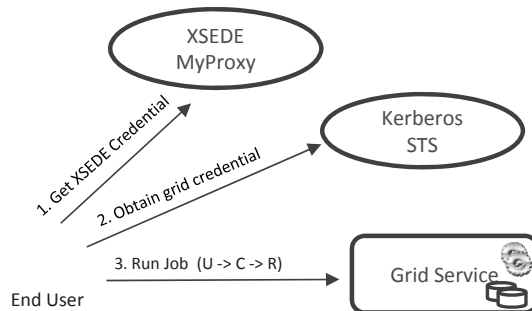 XSEDE
MyProxy
1. Get XSEDE Credential
Kerberos
STS
2. Obtain grid credential
3. Run Job  (U -> C -> R)
Grid Service
End User